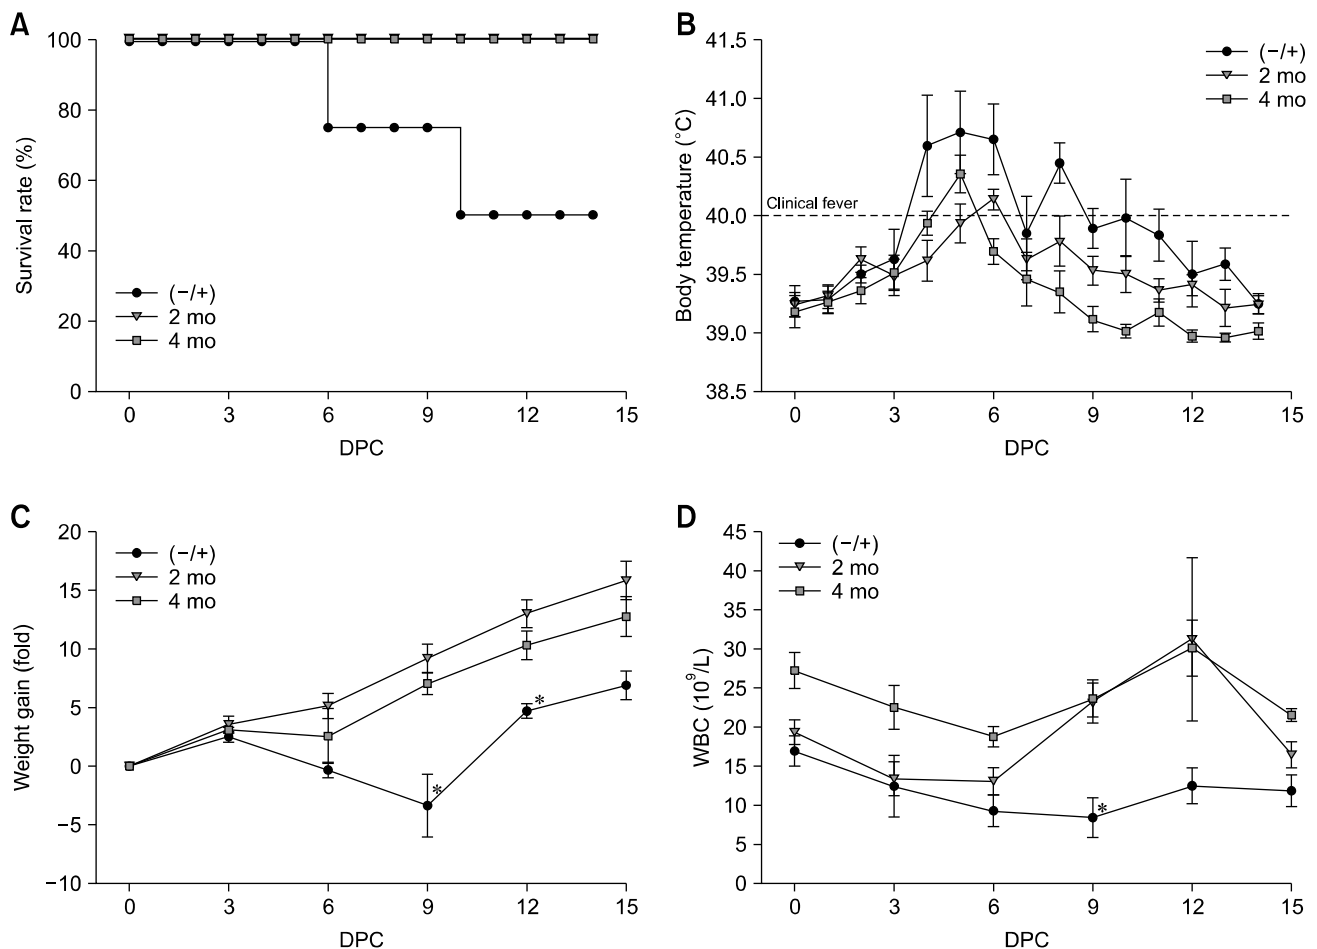 A
100
80
60
40
20
0
Survival rate (%)
(−/+)
2 mo
4 mo
0 3 6 9 12 15
DPC
B
41.5
41.0
40.5
40.0
39.5
39.0
38.5
Body temperature (°C)
Clinical fever
(−/+)
2 mo
4 mo
0 3 6 9 12 15
DPC
C
20
15
10
5
0
−5
−10
Weight gain (fold)
(−/+)
2 mo
4 mo
*
*
0 3 6 9 12 15
DPC
D
45
40
35
30
25
20
15
10
5
0
WBC (10⁹/L)
(−/+)
2 mo
4 mo
*
0 3 6 9 12 15
DPC